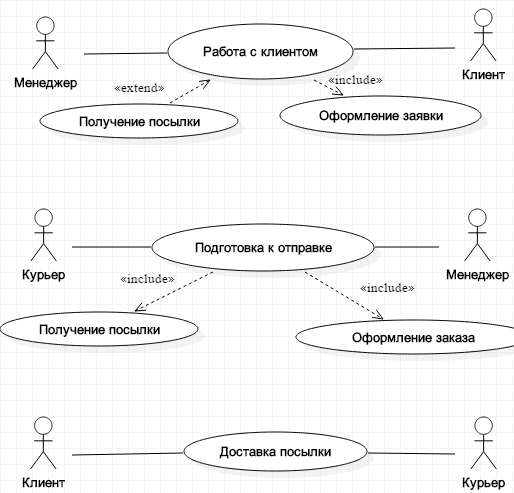 Работа с клиентом
Менеджер
Клиент
«extend»
«include»
Получение посылки
Оформление заявки
Подготовка к отправке
Курьер
Менеджер
«include»
«include»
Получение посылки
Оформление заказа
Доставка посылки
Клиент
Курьер